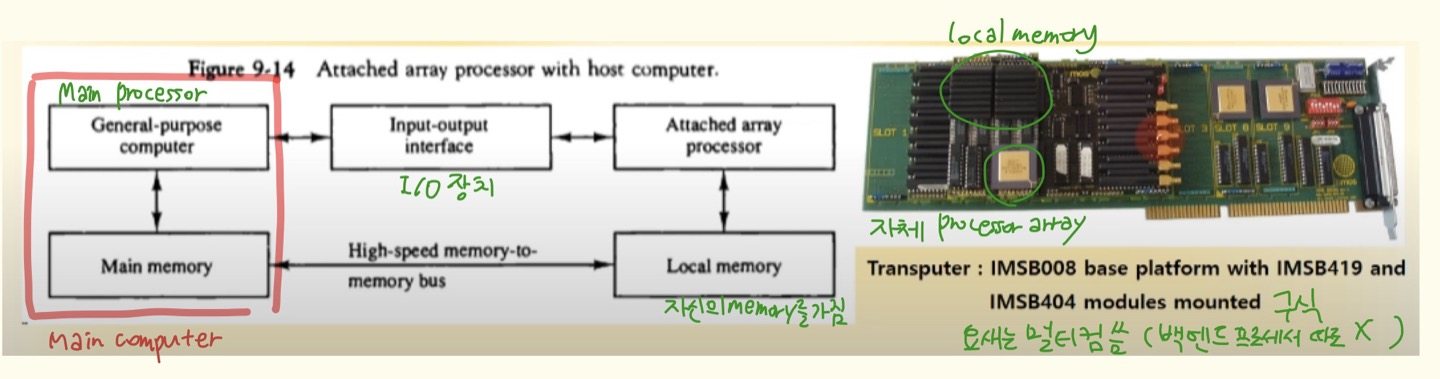 local memory
Figure 9-14 Attached array processor with host computer.
Main processor
General-purpose
computer
Input-output
interface
Attached array
processor
I/O 장치
Main memory
High-speed memory-to-
memory bus
Local memory
자신의 memory를 가짐
Main computer
SLOT 1
SLOT 8
SLOT 9
자체 processor array
Transputer : IMSB008 base platform with IMSB419 and
IMSB404 modules mounted 구식
요새는 멀티컴 씀 (백엔드 프로세서 따로 X )